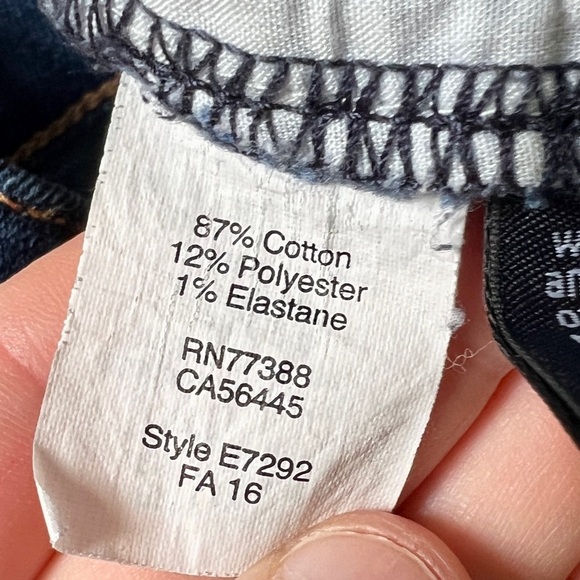 87% Cotton
12% Polyester
1% Elastane
RN77388
CA56445
Style E7292
FA 16